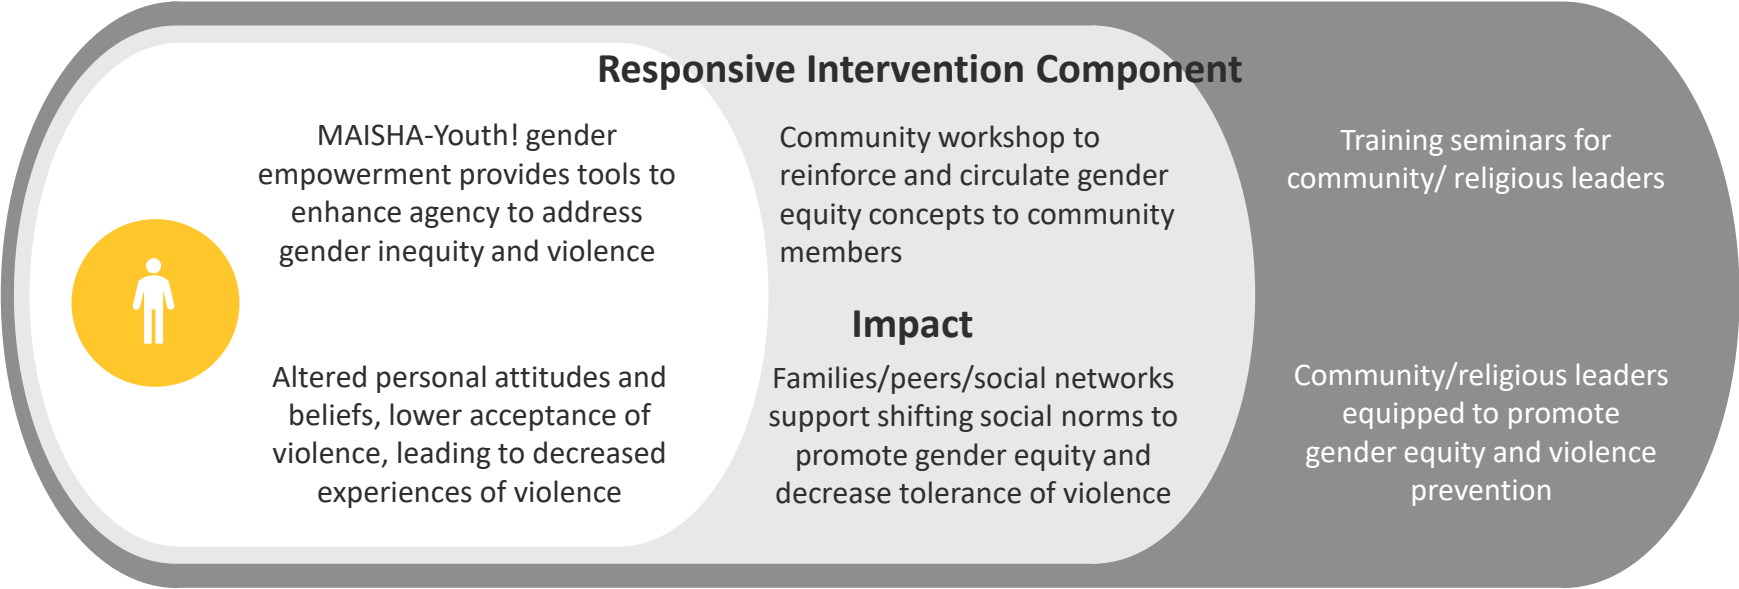 Responsive Intervention Component
MAISHA-Youth! gender
empowerment provides tools to
enhance agency to address
gender inequity and violence
Community workshop to
reinforce and circulate gender
equity concepts to community
members
Training seminars for
community/ religious leaders
Impact
Altered personal attitudes and
beliefs, lower acceptance of
violence, leading to decreased
experiences of violence
Families/peers/social networks
support shifting social norms to
promote gender equity and
decrease tolerance of violence
Community/religious leaders
equipped to promote
gender equity and violence
prevention